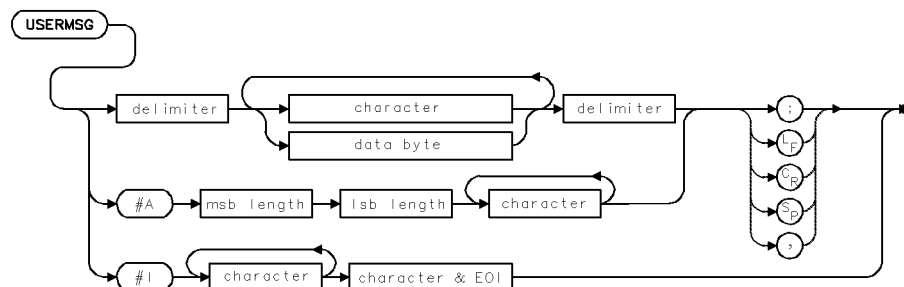 USERMSG
delimiter character delimiter ;
data byte LF
CR
#A msb length lsb length character SP
,
#I character character & EOI